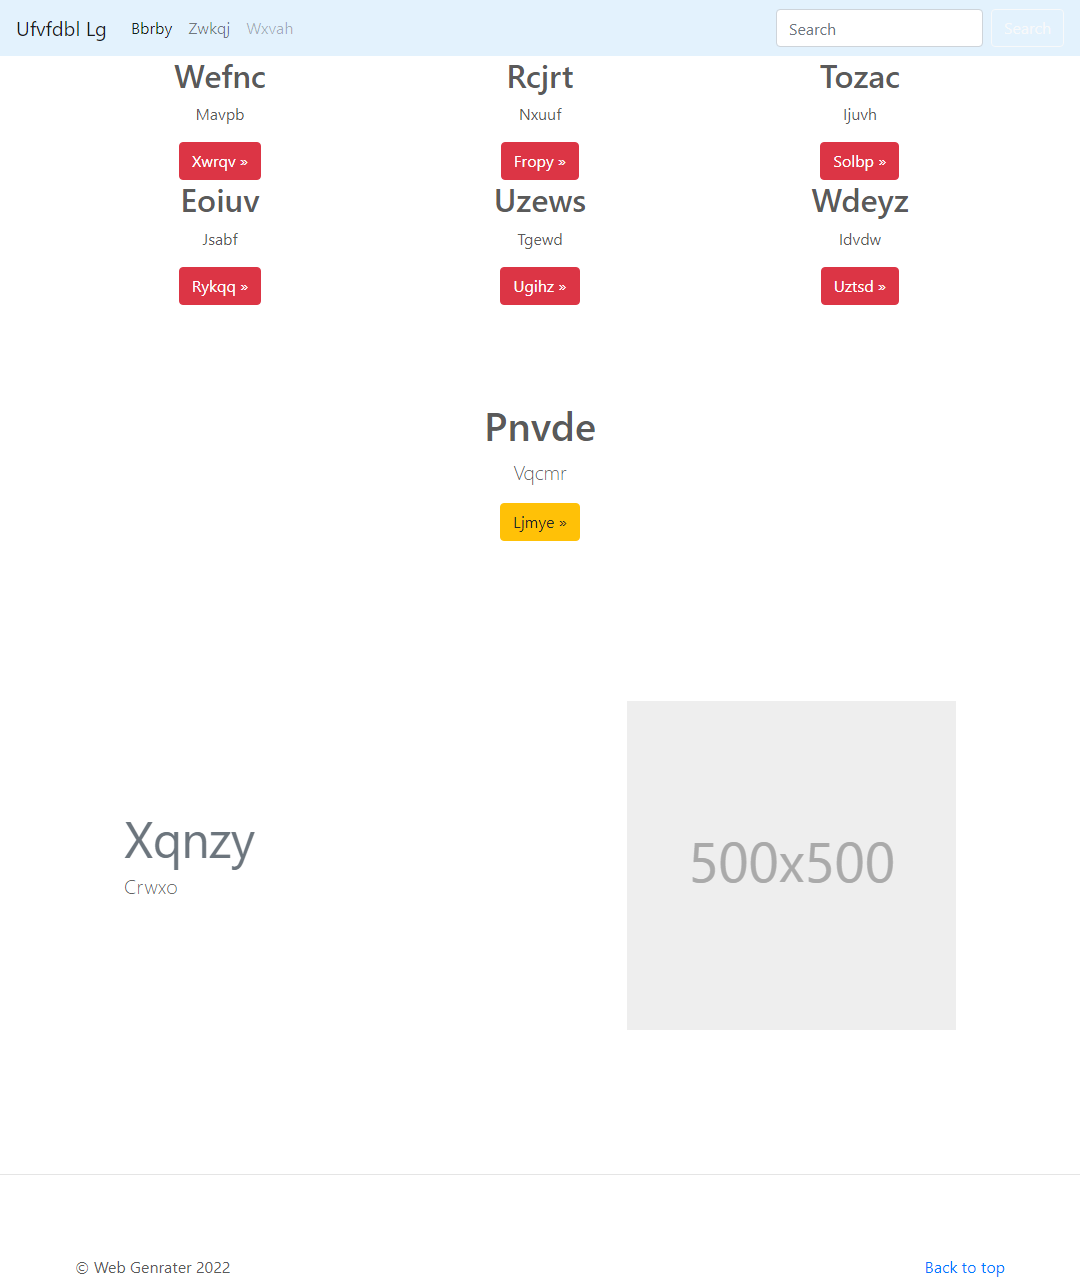 Ufvfdbl Lg Bbrby Zwkqj Wxvah Search Search
Wefnc Rcjrt Tozac
Mavpb Nxuuf Ijuvh
Xwrqv » Fropy » Solbp »
Eoiuv Uzews Wdeyz
Jsabf Tgewd Idvdw
Rykqq » Ugihz » Uztsd »
Pnvde
Vqcmr
Ljmye »
Xqnzy
500x500
Crwxo
© Web Genrater 2022 Back to top